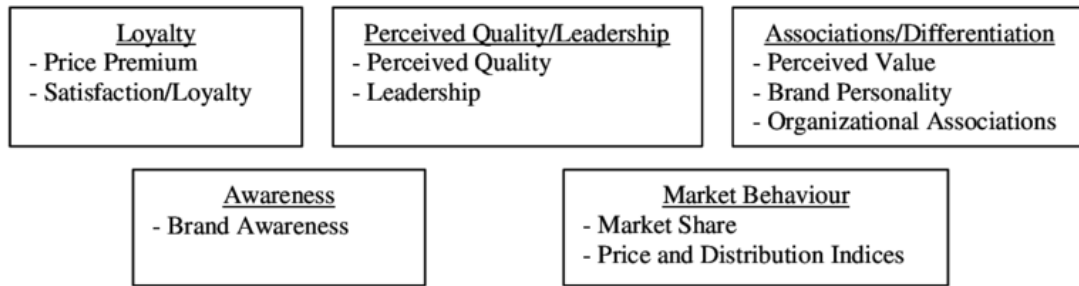 Loyalty
- Price Premium
- Satisfaction/Loyalty
Perceived Quality/Leadership
- Perceived Quality
- Leadership
Associations/Differentiation
- Perceived Value
- Brand Personality
- Organizational Associations
Awareness
- Brand Awareness
Market Behaviour
- Market Share
- Price and Distribution Indices